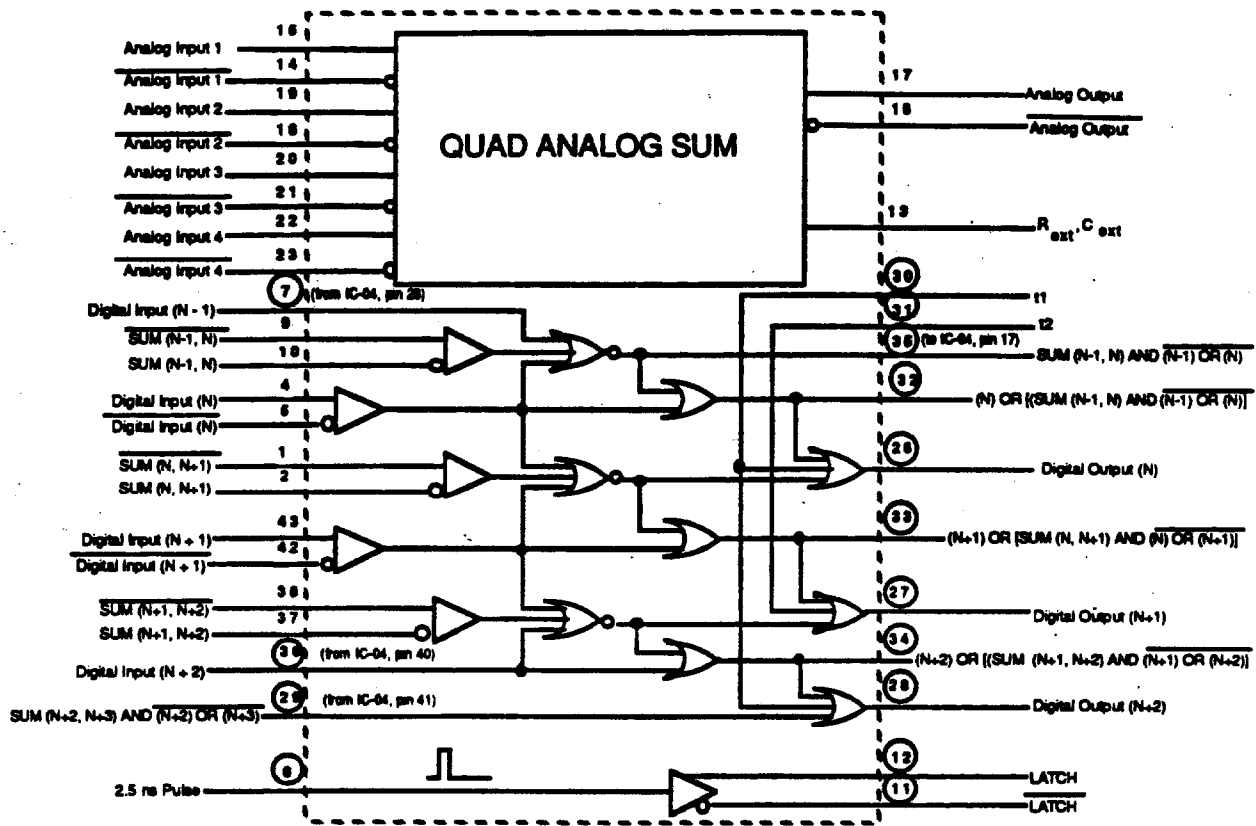 15
Analog Input 1
14
Analog Input 1
19
Analog Input 2
18
Analog Input 2
20
Analog Input 3
21
Analog Input 3
22
Analog Input 4
23
Analog Input 4
QUAD ANALOG SUM
17
Analog Output
16
Analog Output
13
R ext, C ext
7 (from IC-04, pin 28)
Digital Input (N - 1)
9
SUM (N-1, N)
10
SUM (N-1, N)
4
Digital Input (N)
5
Digital Input (N)
1
SUM (N, N+1)
2
SUM (N, N+1)
43
Digital Input (N + 1)
42
Digital Input (N + 1)
38
SUM (N+1, N+2)
37
SUM (N+1, N+2)
(from IC-04, pin 40)
Digital Input (N + 2)
29 (from IC-04, pin 41)
SUM (N+2, N+3) AND (N+2) OR (N+3)
6
2.5 ns Pulse
30
t1
31
t2
35 (to IC-04, pin 17)
SUM (N-1, N) AND (N-1) OR (N)
32
(N) OR [(SUM (N-1, N) AND (N-1) OR (N)]
26
Digital Output (N)
33
(N+1) OR [SUM (N, N+1) AND (N) OR (N+1)]
27
Digital Output (N+1)
34
(N+2) OR [(SUM (N+1, N+2) AND (N+1) OR (N+2)]
28
Digital Output (N+2)
12
LATCH
11
LATCH